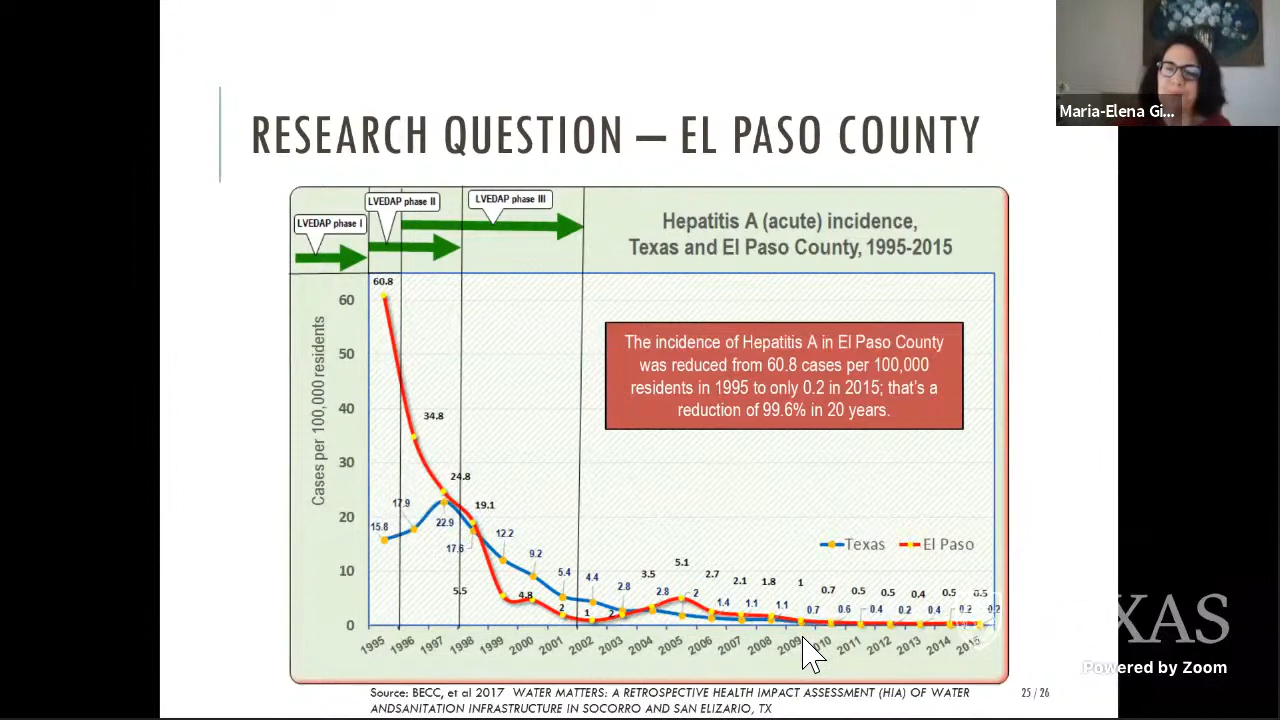 Maria-Elena Gi...
RESEARCH QUESTION – EL PASO COUNTY
LVEDAP phase I
LVEDAP phase II
LVEDAP phase III
Hepatitis A (acute) incidence,
Texas and El Paso County, 1995-2015
The incidence of Hepatitis A in El Paso County
was reduced from 60.8 cases per 100,000
residents in 1995 to only 0.2 in 2015; that's a
reduction of 99.6% in 20 years.
Cases per 100,000 residents
60
50
40
30
20
10
0
60.8
34.8
24.8
19.1
5.5
4.8
2
1
2
3.5
5.1
2.7
2.1
1.8
1
0.7
0.5
0.5
0.4
0.5
0.5
15.8
17.9
22.9
17.6
12.2
9.2
5.4
4.4
2.8
2.8
2
1.4
1.1
1.1
0.7
0.6
0.4
0.2
0.4
0.2
0.2
Texas
El Paso
1995 1996 1997 1998 1999 2000 2001 2002 2003 2004 2005 2006 2007 2008 2009 2010 2011 2012 2013 2014 2015
XAS
Powered by Zoom
Source: BECC, et al 2017 WATER MATTERS: A RETROSPECTIVE HEALTH IMPACT ASSESSMENT (HIA) OF WATER
ANDSANITATION INFRASTRUCTURE IN SOCORRO AND SAN ELIZARIO, TX
25 / 26